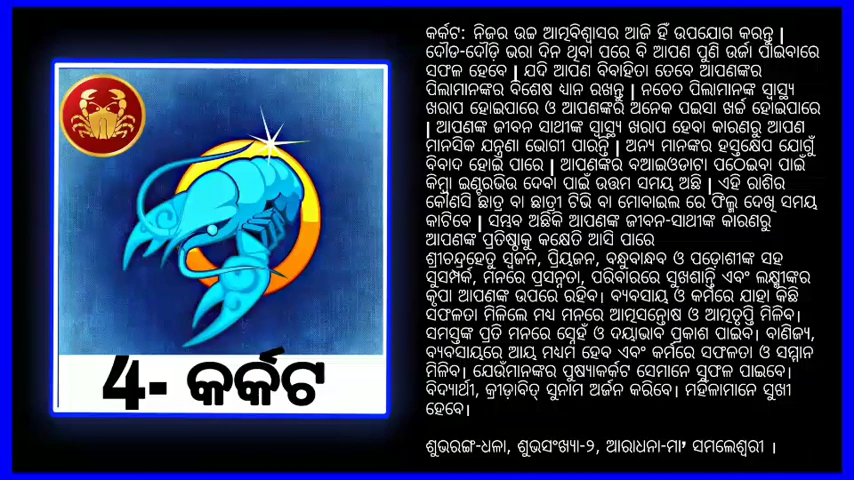 କର୍କଟ: ନିଜର ଉଚ୍ଚ ଆତ୍ମବିଶ୍ୱାସର ଆଜି ହିଁ ଉପଯୋଗ କରନ୍ତୁ |
ଦୌଡ-ଦୌଡ଼ି ଭରା ଦିନ ଥିବା ପରେ ବି ଆପଣ ପୁଣି ଊର୍ଜା ପାଇବାରେ
ସଫଳ ହେବେ | ଯଦି ଆପଣ ବିବାହିତା ତେବେ ଆପଣଙ୍କର
ପିଲାମାନଙ୍କର ବିଶେଷ ଧ୍ୟାନ ରଖନ୍ତୁ | ନଚେତ ପିଲାମାନଙ୍କ ସ୍ୱାସ୍ଥ୍ୟ
ଖରାପ ହୋଇପାରେ ଓ ଆପଣଙ୍କର ଅନେକ ପଇସା ଖର୍ଚ୍ଚ ହୋଇପାରେ
| ଆପଣଙ୍କ ଜୀବନ ସାଥୀଙ୍କ ସ୍ୱାସ୍ଥ୍ୟ ଖରାପ ହେବା କାରଣରୁ ଆପଣ
ମାନସିକ ଯନ୍ତ୍ରଣା ଭୋଗୀ ପାରନ୍ତି | ଅନ୍ୟ ମାନଙ୍କର ହସ୍ତକ୍ଷେପ ଯୋଗୁଁ
ବିବାଦ ହୋଇ ପାରେ | ଆପଣଙ୍କର ବଆଇଓଡାଟା ପଠେଇବା ପାଇଁ
କିମ୍ବା ଇଣ୍ଟରଭିଉ ଦେବା ପାଇଁ ଉତ୍ତମ ସମୟ ଅଛି | ଏହି ରାଶିର
କୌଣସି ଛାତ୍ର ବା ଛାତ୍ରୀ ଟିଭି ବା ମୋବାଇଲ ରେ ଫିଲ୍ମ ଦେଖି ସମୟ
କାଟିବେ | ସମ୍ଭବ ଅଛିକି ଆପଣଙ୍କ ଜୀବନ-ସାଥୀଙ୍କ କାରଣରୁ
ଆପଣଙ୍କ ପ୍ରତିଷ୍ଠାକୁ କକ୍ଷେତି ଆସି ପାରେ
ଶ୍ରୀଚନ୍ଦ୍ରହେତୁ ସ୍ୱଜନ, ପ୍ରିୟଜନ, ବନ୍ଧୁବାନ୍ଧବ ଓ ପଡ଼ୋଶୀଙ୍କ ସହ
ସୁସମ୍ପର୍କ, ମନରେ ପ୍ରସନ୍ନତା, ପରିବାରରେ ସୁଖଶାନ୍ତି ଏବଂ ଲକ୍ଷ୍ମୀଙ୍କର
କୃପା ଆପଣଙ୍କ ଉପରେ ରହିବ। ବ୍ୟବସାୟ ଓ କର୍ମରେ ଯାହା କିଛି
ସଫଳତା ମିଳିଲେ ମଧ୍ୟ ମନରେ ଆତ୍ମସନ୍ତୋଷ ଓ ଆତ୍ମତୃପ୍ତି ମିଳିବ।
ସମସ୍ତଙ୍କ ପ୍ରତି ମନରେ ସ୍ନେହ ଓ ଦୟାଭାବ ପ୍ରକାଶ ପାଇବ। ବାଣିଜ୍ୟ,
ବ୍ୟବସାୟରେ ଆୟ ମଧ୍ୟମ ହେବ ଏବଂ କର୍ମରେ ସଫଳତା ଓ ସମ୍ମାନ
ମିଳିବ। ଯେଉଁମାନଙ୍କର ପୁଷ୍ୟାକର୍କଟ ସେମାନେ ସୁଫଳ ପାଇବେ।
ବିଦ୍ୟାର୍ଥୀ, କ୍ରୀଡ଼ାବିତ୍ ସୁନାମ ଅର୍ଜନ କରିବେ। ମହିଳାମାନେ ସୁଖୀ
ହେବେ।
ଶୁଭରଙ୍ଗ-ଧଳା, ଶୁଭସଂଖ୍ୟା-୨, ଆରାଧନା-ମା' ସମଲେଶ୍ୱରୀ ।
4- କର୍କଟ